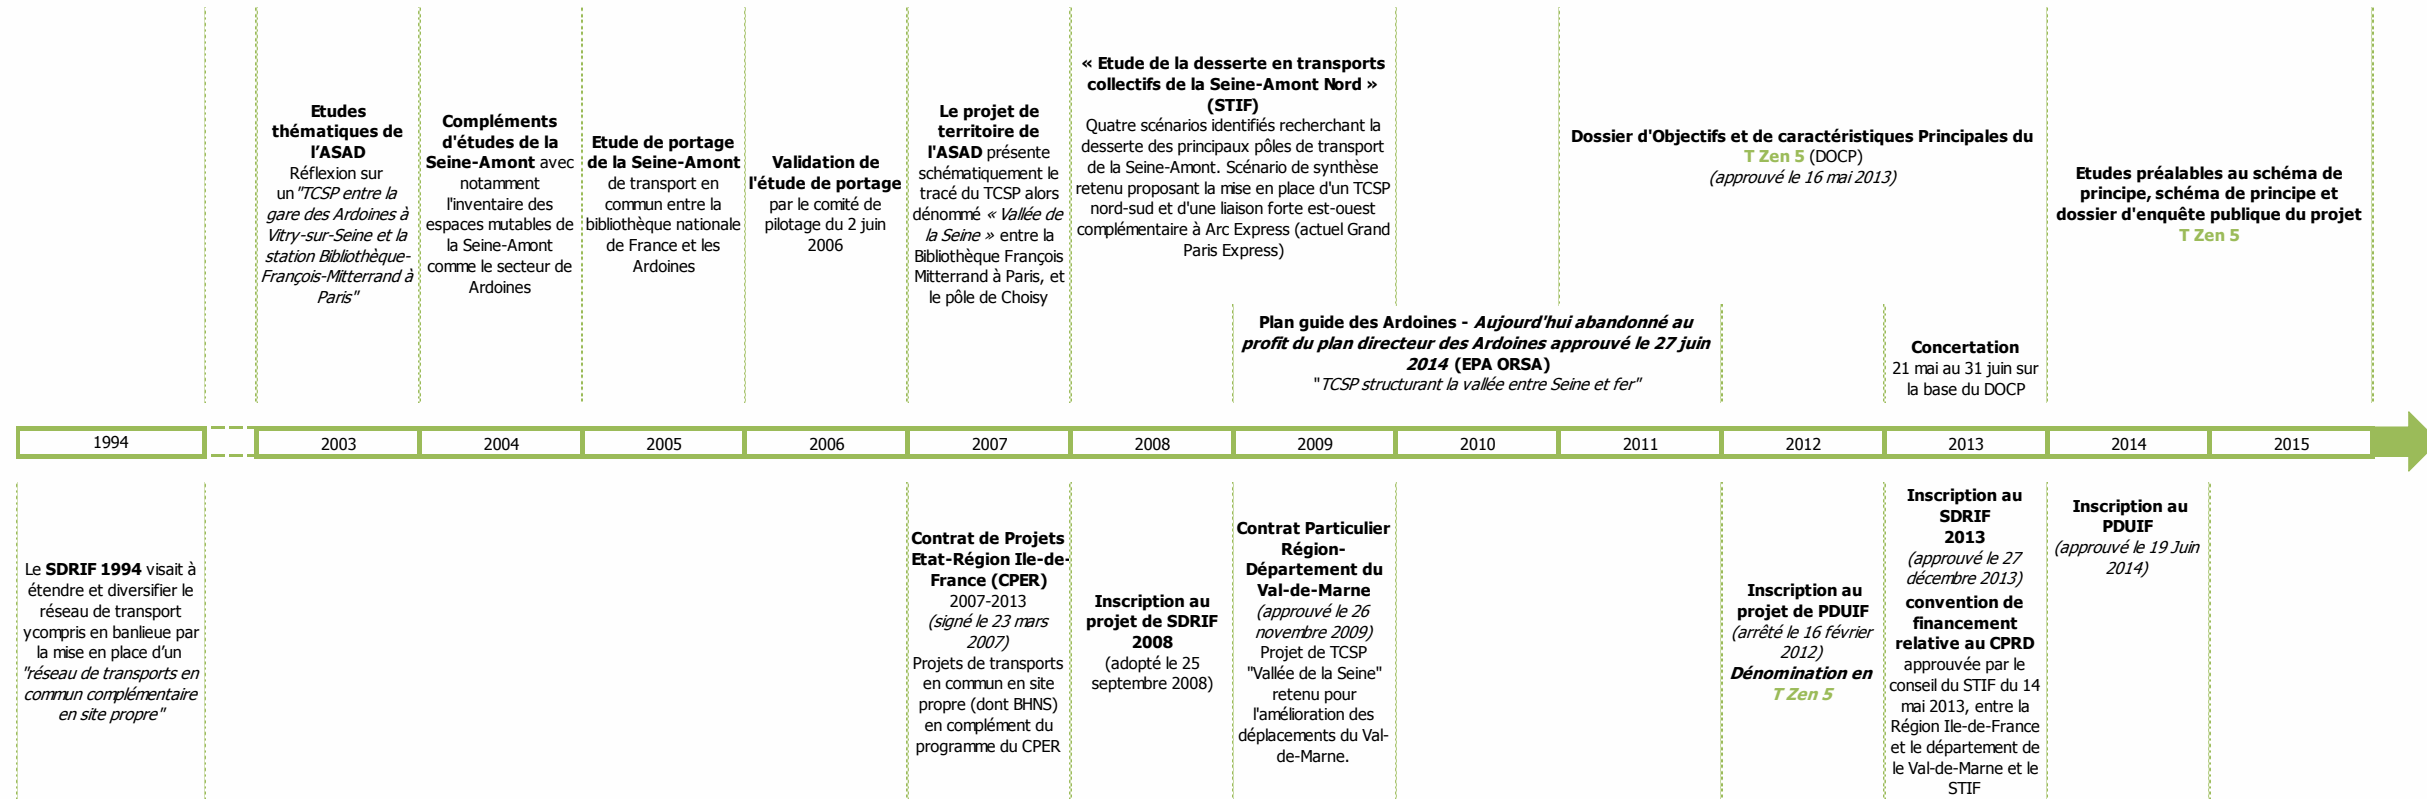 Etudes
thématiques de
l’ASAD
Réflexion sur
un"TCSP entre la
gare des Ardoines à
Vitry-sur-Seine et la
station Bibliothèque-
François-Mitterrand à
Paris"
Compléments
d'études de la
Seine-Amont avec
notamment
l'inventaire des
espaces mutables de
la Seine-Amont
comme le secteur de
Ardoines
Etude de portage
de la Seine-Amont
de transport en
commun entre la
bibliothèque nationale
de France et les
Ardoines
Validation de
l'étude de portage
par le comité de
pilotage du 2 juin
2006
Le projet de
territoire de
l'ASAD présente
schématiquement le
tracé du TCSP alors
dénommé « Vallée de
la Seine » entre la
Bibliothèque François
Mitterrand à Paris, et
le pôle de Choisy
« Etude de la desserte en transports
collectifs de la Seine-Amont Nord »
(STIF)
Quatre scénarios identifiés recherchant la
desserte des principaux pôles de transport
de la Seine-Amont. Scénario de synthèse
retenu proposant la mise en place d'un TCSP
nord-sud et d'une liaison forte est-ouest
complémentaire à Arc Express (actuel Grand
Paris Express)
Dossier d'Objectifs et de caractéristiques Principales du
T Zen 5 (DOCP)
(approuvé le 16 mai 2013)
Etudes préalables au schéma de
principe, schéma de principe et
dossier d'enquête publique du projet
T Zen 5
Plan guide des Ardoines - Aujourd'hui abandonné au
profit du plan directeur des Ardoines approuvé le 27 juin
2014 (EPA ORSA)
"TCSP structurant la vallée entre Seine et fer"
Concertation
21 mai au 31 juin sur
la base du DOCP
1994
2003
2004
2005
2006
2007
2008
2009
2010
2011
2012
2013
2014
2015
Le SDRIF 1994 visait à
étendre et diversifier le
réseau de transport
ycompris en banlieue par
la mise en place d’un
"réseau de transports en
commun complémentaire
en site propre"
Contrat de Projets
Etat-Région Ile-de-
France (CPER)
2007-2013
(signé le 23 mars
2007)
Projets de transports
en commun en site
propre (dont BHNS)
en complément du
programme du CPER
Inscription au
projet de SDRIF
2008
(adopté le 25
septembre 2008)
Contrat Particulier
Région-
Département du
Val-de-Marne
(approuvé le 26
novembre 2009)
Projet de TCSP
"Vallée de la Seine"
retenu pour
l'amélioration des
déplacements du Val-
de-Marne.
Inscription au
projet de PDUIF
(arrêté le 16 février
2012)
Dénomination en
T Zen 5
Inscription au
SDRIF
2013
(approuvé le 27
décembre 2013)
convention de
financement
relative au CPRD
approuvée par le
conseil du STIF du 14
mai 2013, entre la
Région Ile-de-France
et le département de
le Val-de-Marne et le
STIF
Inscription au
PDUIF
(approuvé le 19 Juin
2014)